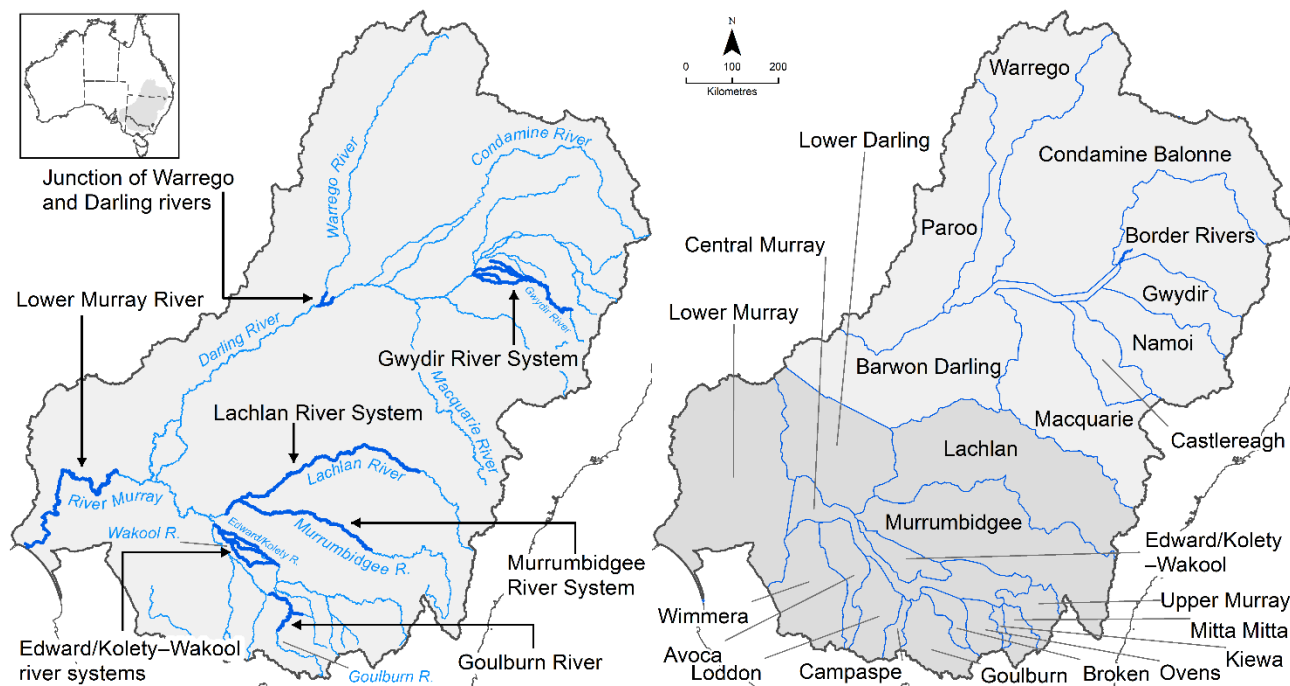 Junction of Warrego
and Darling rivers
Warrego River
Condamine River
Lower Murray River
Darling River
Gwydir River
Gwydir River System
Macquarie River
Lachlan River System
Lachlan River
River Murray
Wakool R.
Edward/Kolety R.
Murrumbidgee R.
Murrumbidgee
River System
Edward/Kolety–Wakool
river systems
Goulburn River
Goulburn R.
N
0 100 200
Kilometres
Warrego
Lower Darling
Condamine Balonne
Paroo
Central Murray
Border Rivers
Lower Murray
Gwydir
Namoi
Barwon Darling
Macquarie
Castlereagh
Lachlan
Murrumbidgee
Edward/Kolety
–Wakool
Wimmera
Upper Murray
Avoca
Mitta Mitta
Loddon
Campaspe
Goulburn
Broken
Ovens
Kiewa